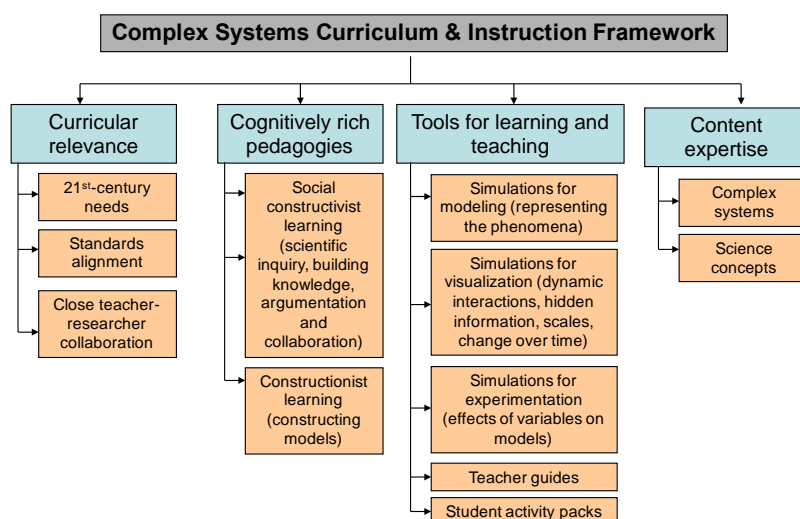 Complex Systems Curriculum & Instruction Framework
Curricular
relevance
21st-century
needs
Standards
alignment
Close teacher-
researcher
collaboration
Cognitively rich
pedagogies
Social
constructivist
learning
(scientific
inquiry, building
knowledge,
argumentation
and
collaboration)
Constructionist
learning
(constructing
models)
Tools for learning and
teaching
Simulations for
modeling (representing
the phenomena)
Simulations for
visualization (dynamic
interactions, hidden
information, scales,
change over time)
Simulations for
experimentation
(effects of variables on
models)
Teacher guides
Student activity packs
Content
expertise
Complex
systems
Science
concepts